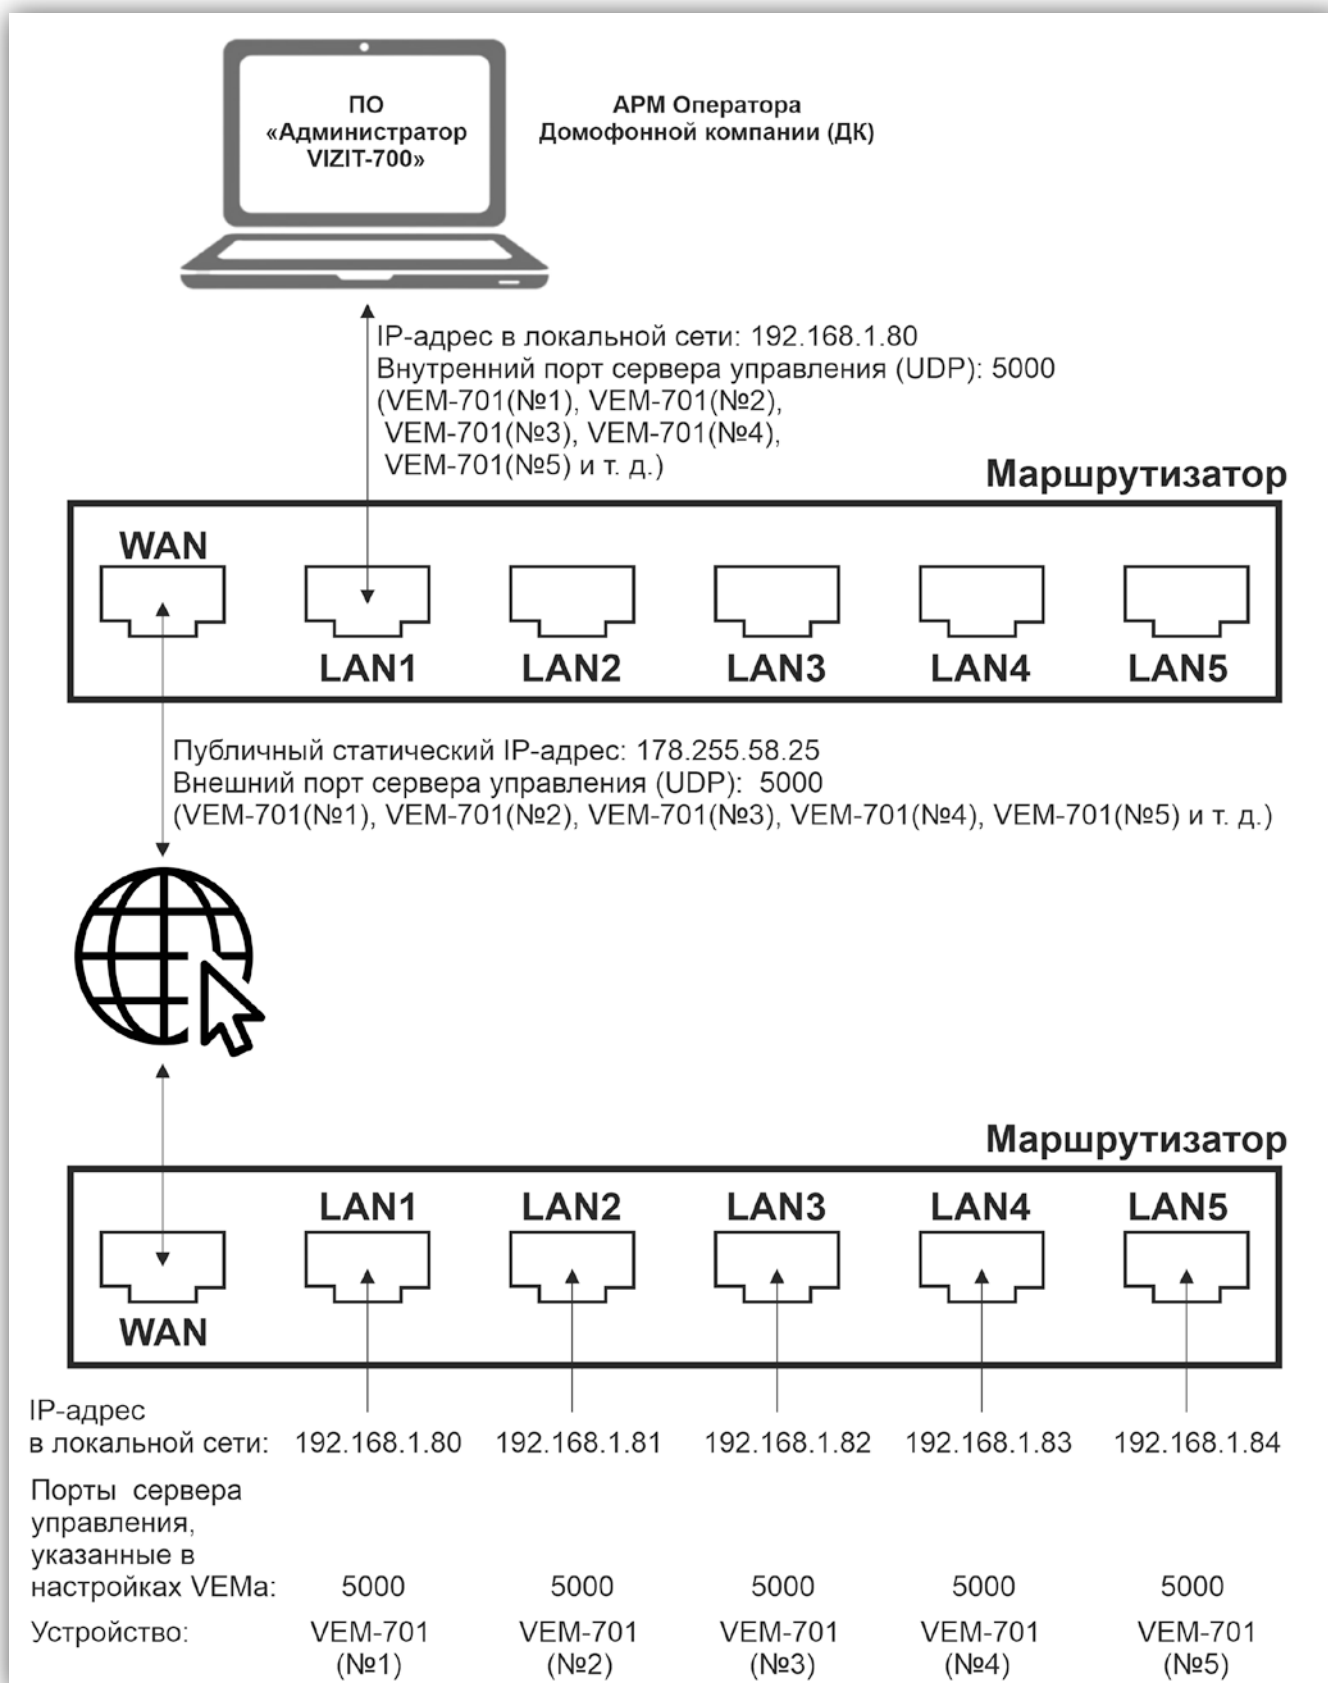 ПО
«Администратор
VIZIT-700»
АРМ Оператора
Домофонной компании (ДК)
IP-адрес в локальной сети: 192.168.1.80
Внутренний порт сервера управления (UDP): 5000
(VEM-701(№1), VEM-701(№2),
VEM-701(№3), VEM-701(№4),
VEM-701(№5) и т. д.)
Маршрутизатор
WAN
LAN1 LAN2 LAN3 LAN4 LAN5
Публичный статический IP-адрес: 178.255.58.25
Внешний порт сервера управления (UDP): 5000
(VEM-701(№1), VEM-701(№2), VEM-701(№3), VEM-701(№4), VEM-701(№5) и т. д.)
Маршрутизатор
LAN1 LAN2 LAN3 LAN4 LAN5
WAN
IP-адрес
в локальной сети: 192.168.1.80 192.168.1.81 192.168.1.82 192.168.1.83 192.168.1.84
Порты сервера
управления,
указанные в
настройках VEMа: 5000 5000 5000 5000 5000
Устройство: VEM-701 VEM-701 VEM-701 VEM-701 VEM-701
(№1) (№2) (№3) (№4) (№5)